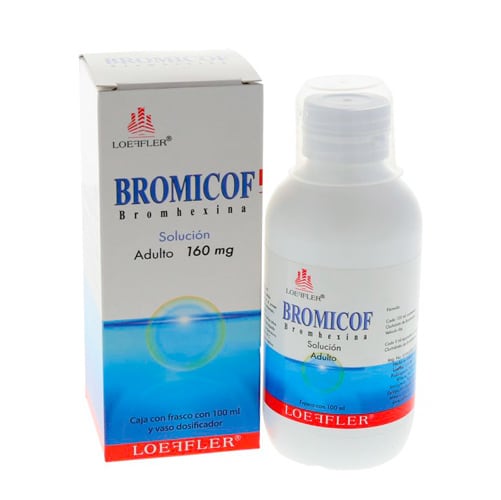 LOEFFLER®
BROMICOF
Bromhexina
Solución
Adulto 160 mg
Caja con frasco con 100 ml
y vaso dosificador
LOEFFLER®
LOEFFLER®
BROMICOF
Bromhexina
Solución
Adulto
Frasco con 100 ml
LOEFFLER®